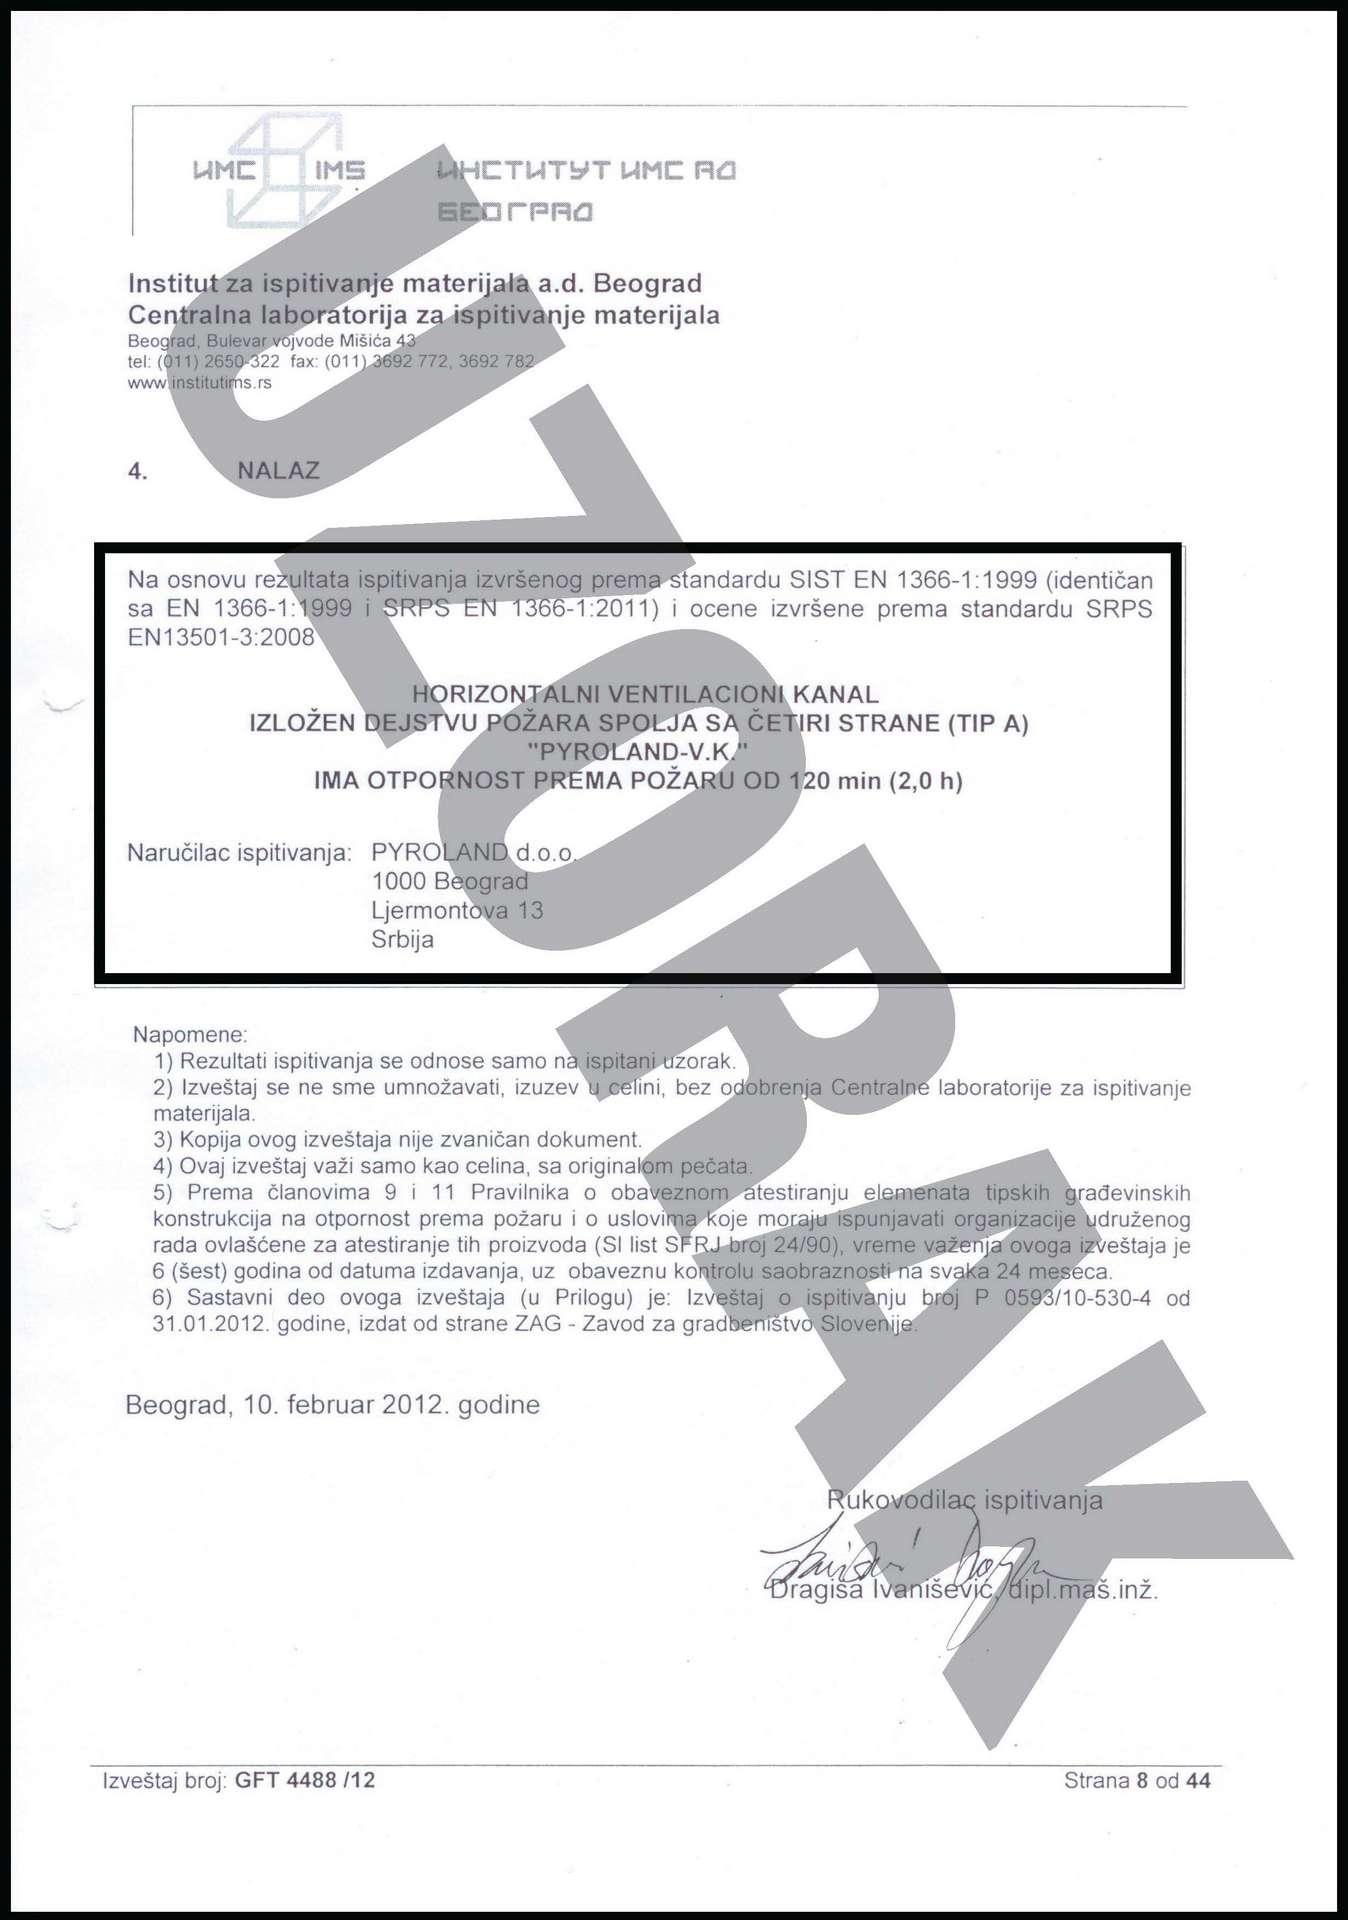 ИМС IMS
ИНСТИТУТ ИМС АД
БЕОГРАД
Institut za ispitivanje materijala a.d. Beograd
Centralna laboratorija za ispitivanje materijala
Beograd, Bulevar vojvode Mišića 43
tel: (011) 2650-322 fax: (011) 3692 772, 3692 782
www.institutims.rs
4. NALAZ
Na osnovu rezultata ispitivanja izvršenog prema standardu SIST EN 1366-1:1999 (identičan
sa EN 1366-1:1999 i SRPS EN 1366-1:2011) i ocene izvršene prema standardu SRPS
EN13501-3:2008
HORIZONTALNI VENTILACIONI KANAL
IZLOŽEN DEJSTVU POŽARA SPOLJA SA ČETIRI STRANE (TIP A)
"PYROLAND-V.K."
IMA OTPORNOST PREMA POŽARU OD 120 min (2,0 h)
Naručilac ispitivanja: PYROLAND d.o.o.
1000 Beograd
Ljermontova 13
Srbija
Napomene:
1) Rezultati ispitivanja se odnose samo na ispitani uzorak.
2) Izveštaj se ne sme umnožavati, izuzev u celini, bez odobrenja Centralne laboratorije za ispitivanje
materijala.
3) Kopija ovog izveštaja nije zvaničan dokument.
4) Ovaj izveštaj važi samo kao celina, sa originalom pečata.
5) Prema članovima 9 i 11 Pravilnika o obaveznom atestiranju elemenata tipskih građevinskih
konstrukcija na otpornost prema požaru i o uslovima koje moraju ispunjavati organizacije udruženog
rada ovlašćene za atestiranje tih proizvoda (Sl list SFRJ broj 24/90), vreme važenja ovoga izveštaja je
6 (šest) godina od datuma izdavanja, uz obaveznu kontrolu saobraznosti na svaka 24 meseca.
6) Sastavni deo ovoga izveštaja (u Prilogu) je: Izveštaj o ispitivanju broj P 0593/10-530-4 od
31.01.2012. godine, izdat od strane ZAG - Zavod za gradbeništvo Slovenije.
Beograd, 10. februar 2012. godine
Rukovodilac ispitivanja
Dragiša Ivanišević, dipl.maš.inž.
Izveštaj broj: GFT 4488 /12
Strana 8 od 44
UZORAK